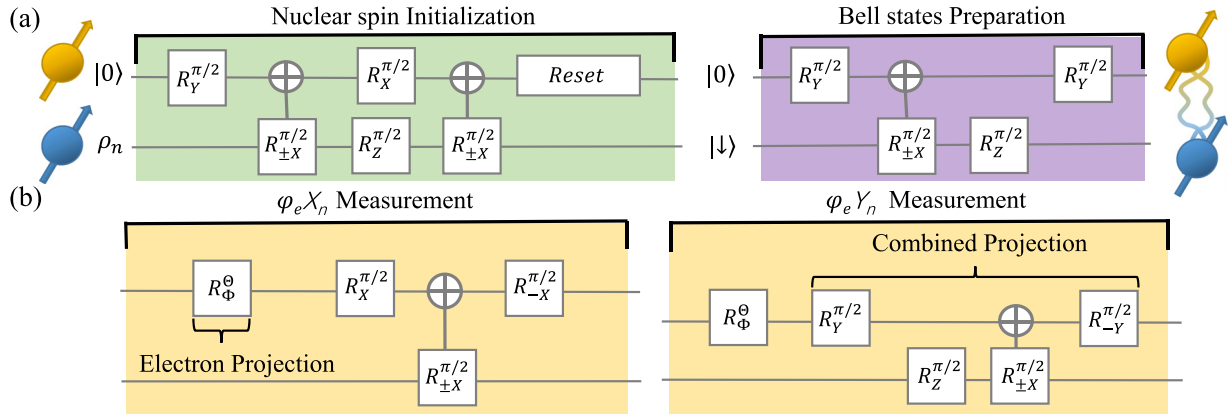 (a) Nuclear spin Initialization Bell states Preparation
|0⟩ R_Y^{π/2} R_X^{π/2} Reset |0⟩ R_Y^{π/2} R_Y^{π/2}
ρ_n R_{±X}^{π/2} R_Z^{π/2} R_{±X}^{π/2} |↓⟩ R_{±X}^{π/2} R_Z^{π/2}
(b) φ_e X_n Measurement φ_e Y_n Measurement
Combined Projection
R_Φ^Θ R_X^{π/2} R_{-X}^{π/2} R_Φ^Θ R_Y^{π/2} R_{-Y}^{π/2}
Electron Projection R_{±X}^{π/2} R_Z^{π/2} R_{±X}^{π/2}